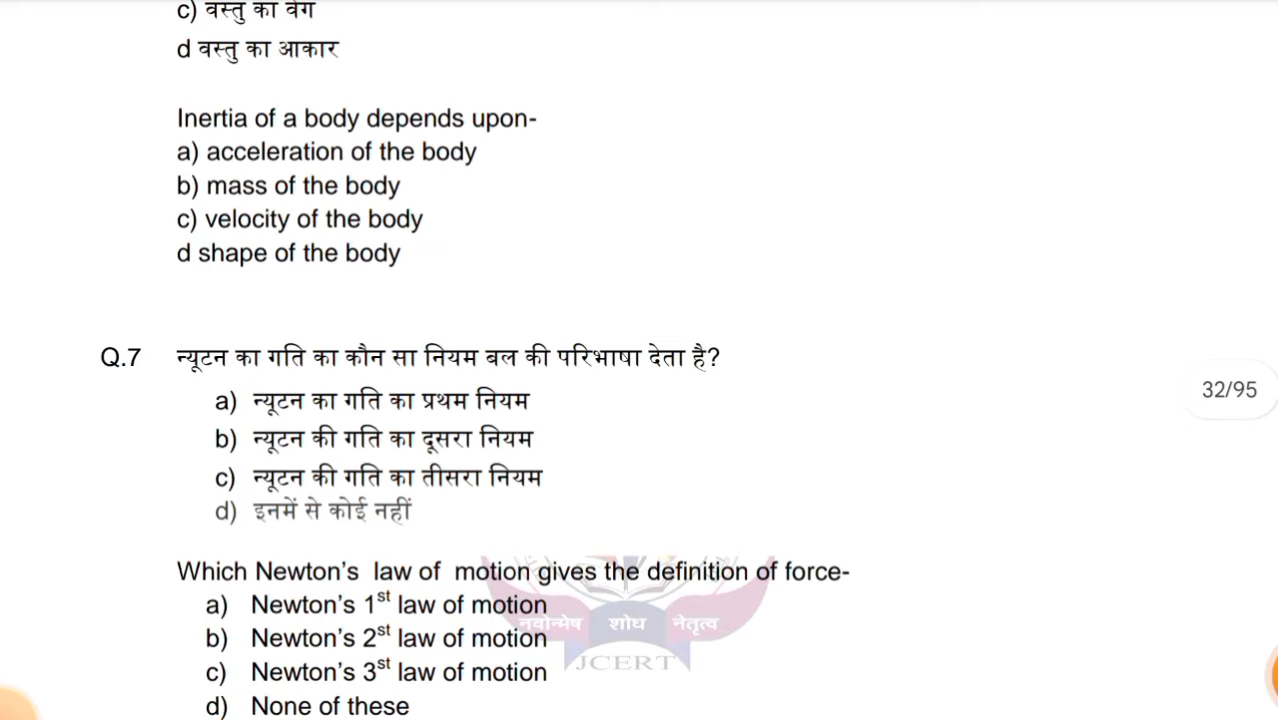 c) वस्तु का वेग
d वस्तु का आकार
Inertia of a body depends upon-
a) acceleration of the body
b) mass of the body
c) velocity of the body
d shape of the body
Q.7 न्यूटन का गति का कौन सा नियम बल की परिभाषा देता है?
a) न्यूटन का गति का प्रथम नियम
b) न्यूटन की गति का दूसरा नियम
c) न्यूटन की गति का तीसरा नियम
d) इनमें से कोई नहीं
32/95
Which Newton's law of motion gives the definition of force-
a) Newton's 1st law of motion
b) Newton's 2st law of motion
c) Newton's 3st law of motion
d) None of these
नवोन्मेष शोध नेतृत्व
JCERT